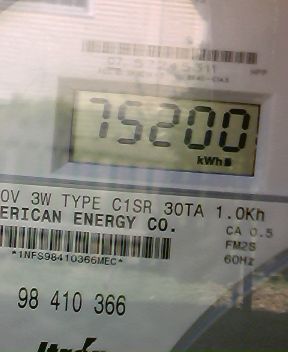 75200
kWh
0V 3W TYPE C1SR 30TA 1.0Kh
ERICAN ENERGY CO.
CA 0.5
FM2S
60Hz
*1NFS98410366MEC*
98 410 366
Itron